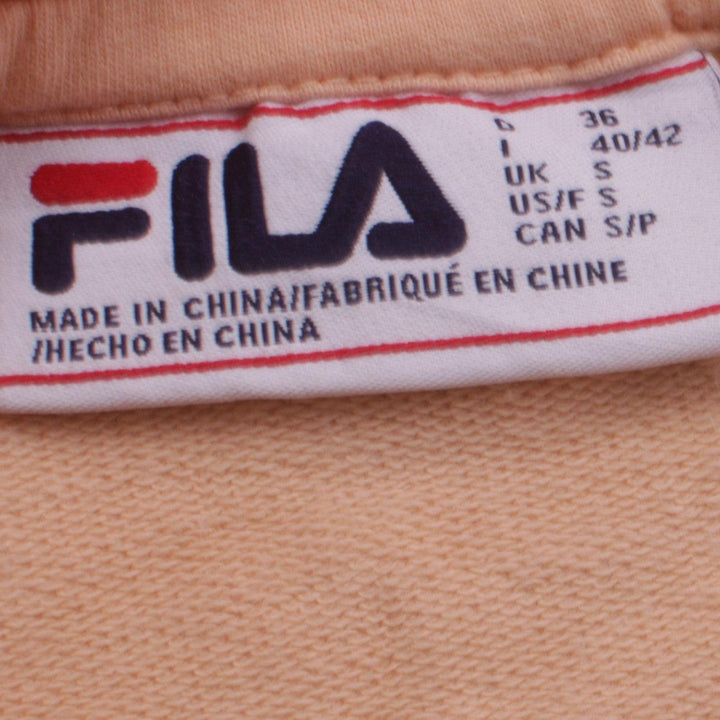 FILA
36
I 40/42
UK S
US/F S
CAN S/P
MADE IN CHINA/FABRIQUÉ EN CHINE
/HECHO EN CHINA